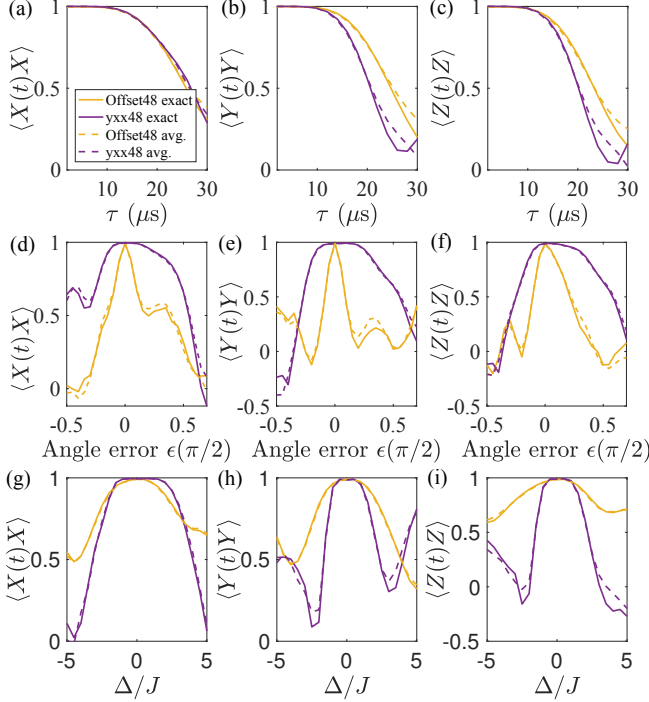 (a) (b) (c)
⟨X(t)X⟩ ⟨Y(t)Y⟩ ⟨Z(t)Z⟩
1 1 1
0.5 0.5
Offset48 exact
yxx48 exact
Offset48 avg.
yxx48 avg.
0 0 0
10 20 30 10 20 30 10 20 30
τ (μs) τ (μs) τ (μs)
(d) (e) (f)
⟨X(t)X⟩ ⟨Y(t)Y⟩ ⟨Z(t)Z⟩
1 1 1
0.5 0.5 0.5
0 0 0
-0.5 -0.5
-0.5 0 0.5 -0.5 0 0.5 -0.5 0 0.5
Angle error ϵ(π/2) Angle error ϵ(π/2) Angle error ϵ(π/2)
(g) (h) (i)
⟨X(t)X⟩ ⟨Y(t)Y⟩ ⟨Z(t)Z⟩
1 1 1
0.5 0.5 0.5
0
0 0 -0.5
-5 0 5 -5 0 5 -5 0 5
Δ/J Δ/J Δ/J